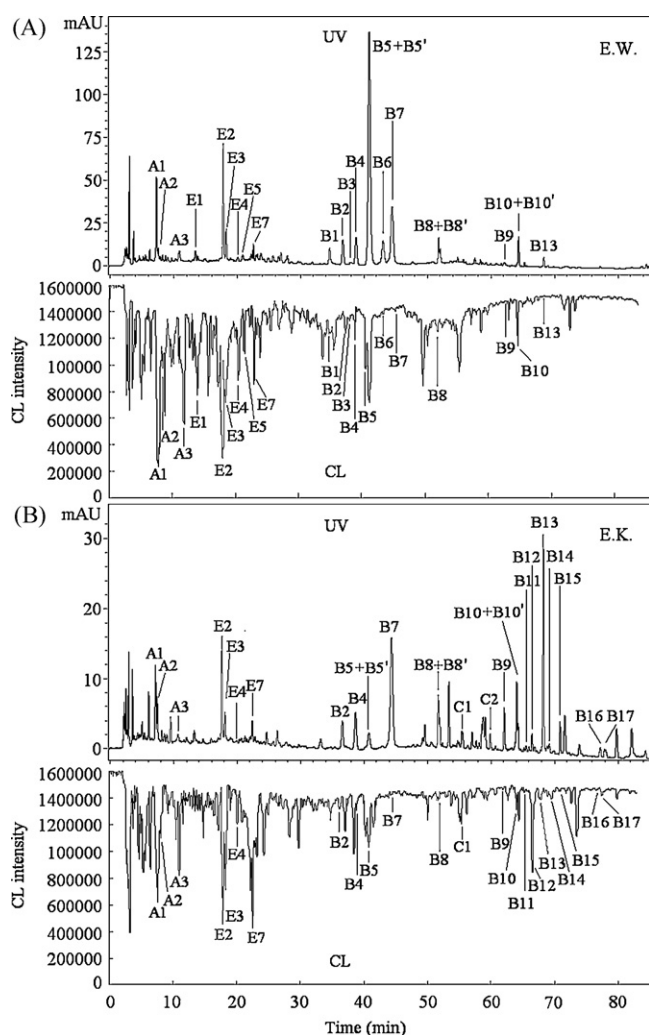 (A) mAU UV E.W.
125
100
75
50
25
0
A1 A2 A3 E1 E2 E3 E4 E5 E7 B1 B2 B3 B4 B5+B5' B6 B7 B8+B8' B9 B10+B10' B13
CL intensity
1600000
1400000
1200000
1000000
800000
600000
400000
200000
0
A1 A2 A3 E1 E2 E3 E4 E5 E7 B1 B2 B3 B4 B5 B6 B7 B8 B9 B10 B13
CL
(B) mAU UV E.K.
30
20
10
0
A1 A2 A3 E2 E3 E4 E7 B2 B4 B5+B5' B7 B8+B8' C1 C2 B9 B10+B10' B11 B12 B13 B14 B15 B16 B17
CL intensity
1600000
1400000
1200000
1000000
800000
600000
400000
200000
0
A1 A2 A3 E2 E3 E4 E7 B2 B4 B5 B7 B8 C1 B9 B10 B11 B12 B13 B14 B15 B16 B17
CL
0 10 20 30 40 50 60 70 80
Time (min)